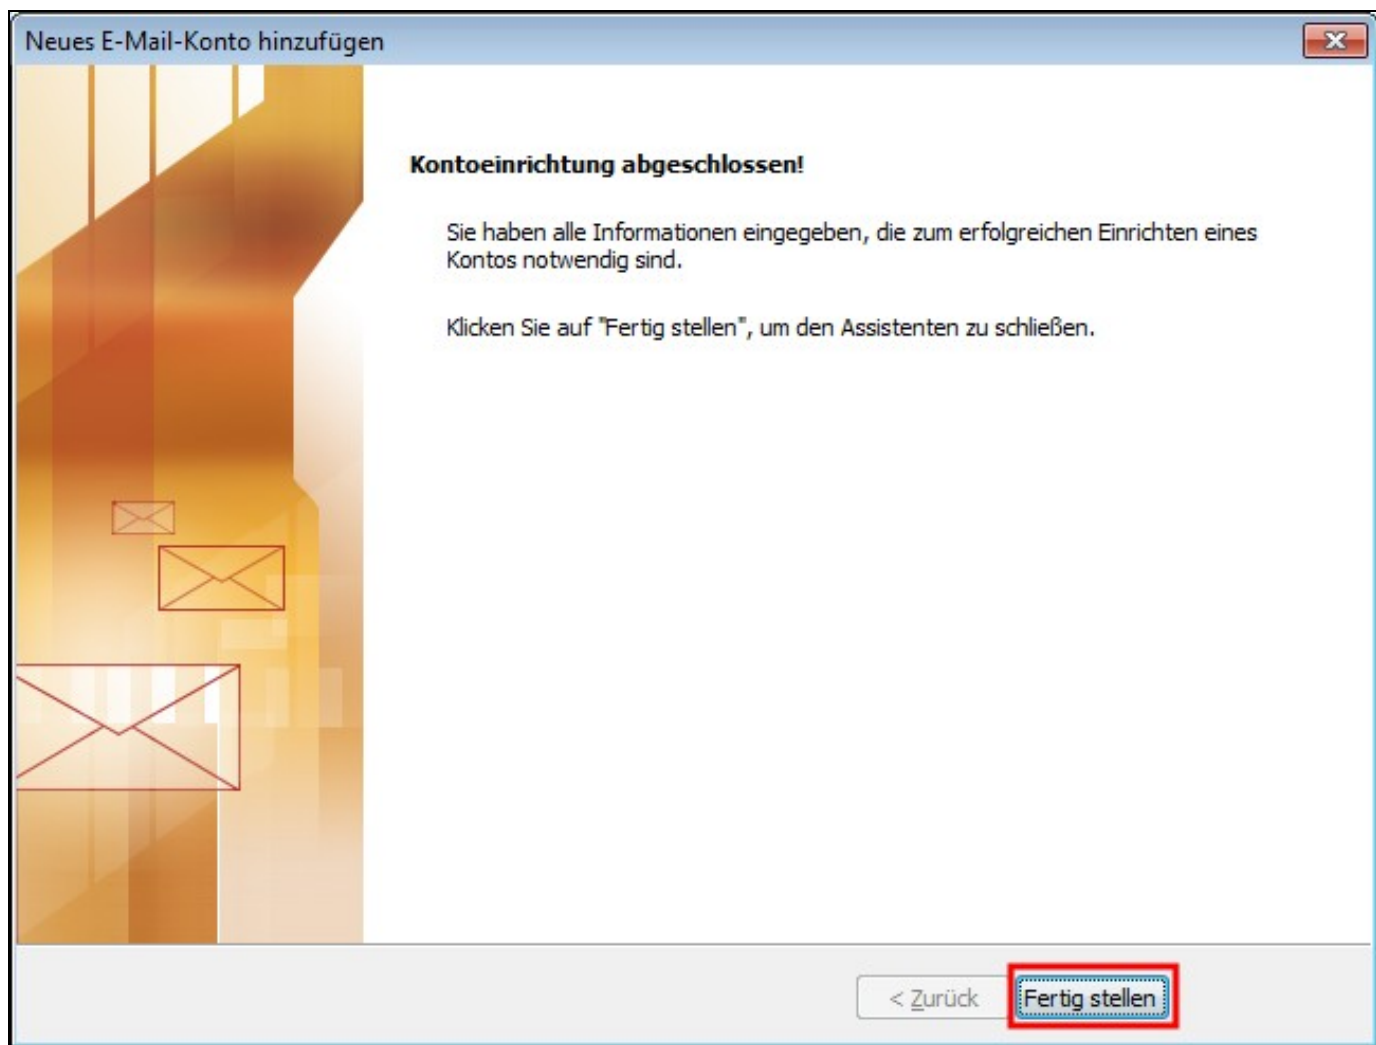 Neues E-Mail-Konto hinzufügen
Kontoeinrichtung abgeschlossen!
Sie haben alle Informationen eingegeben, die zum erfolgreichen Einrichten eines
Kontos notwendig sind.
Klicken Sie auf "Fertig stellen", um den Assistenten zu schließen.
< Zurück
Fertig stellen